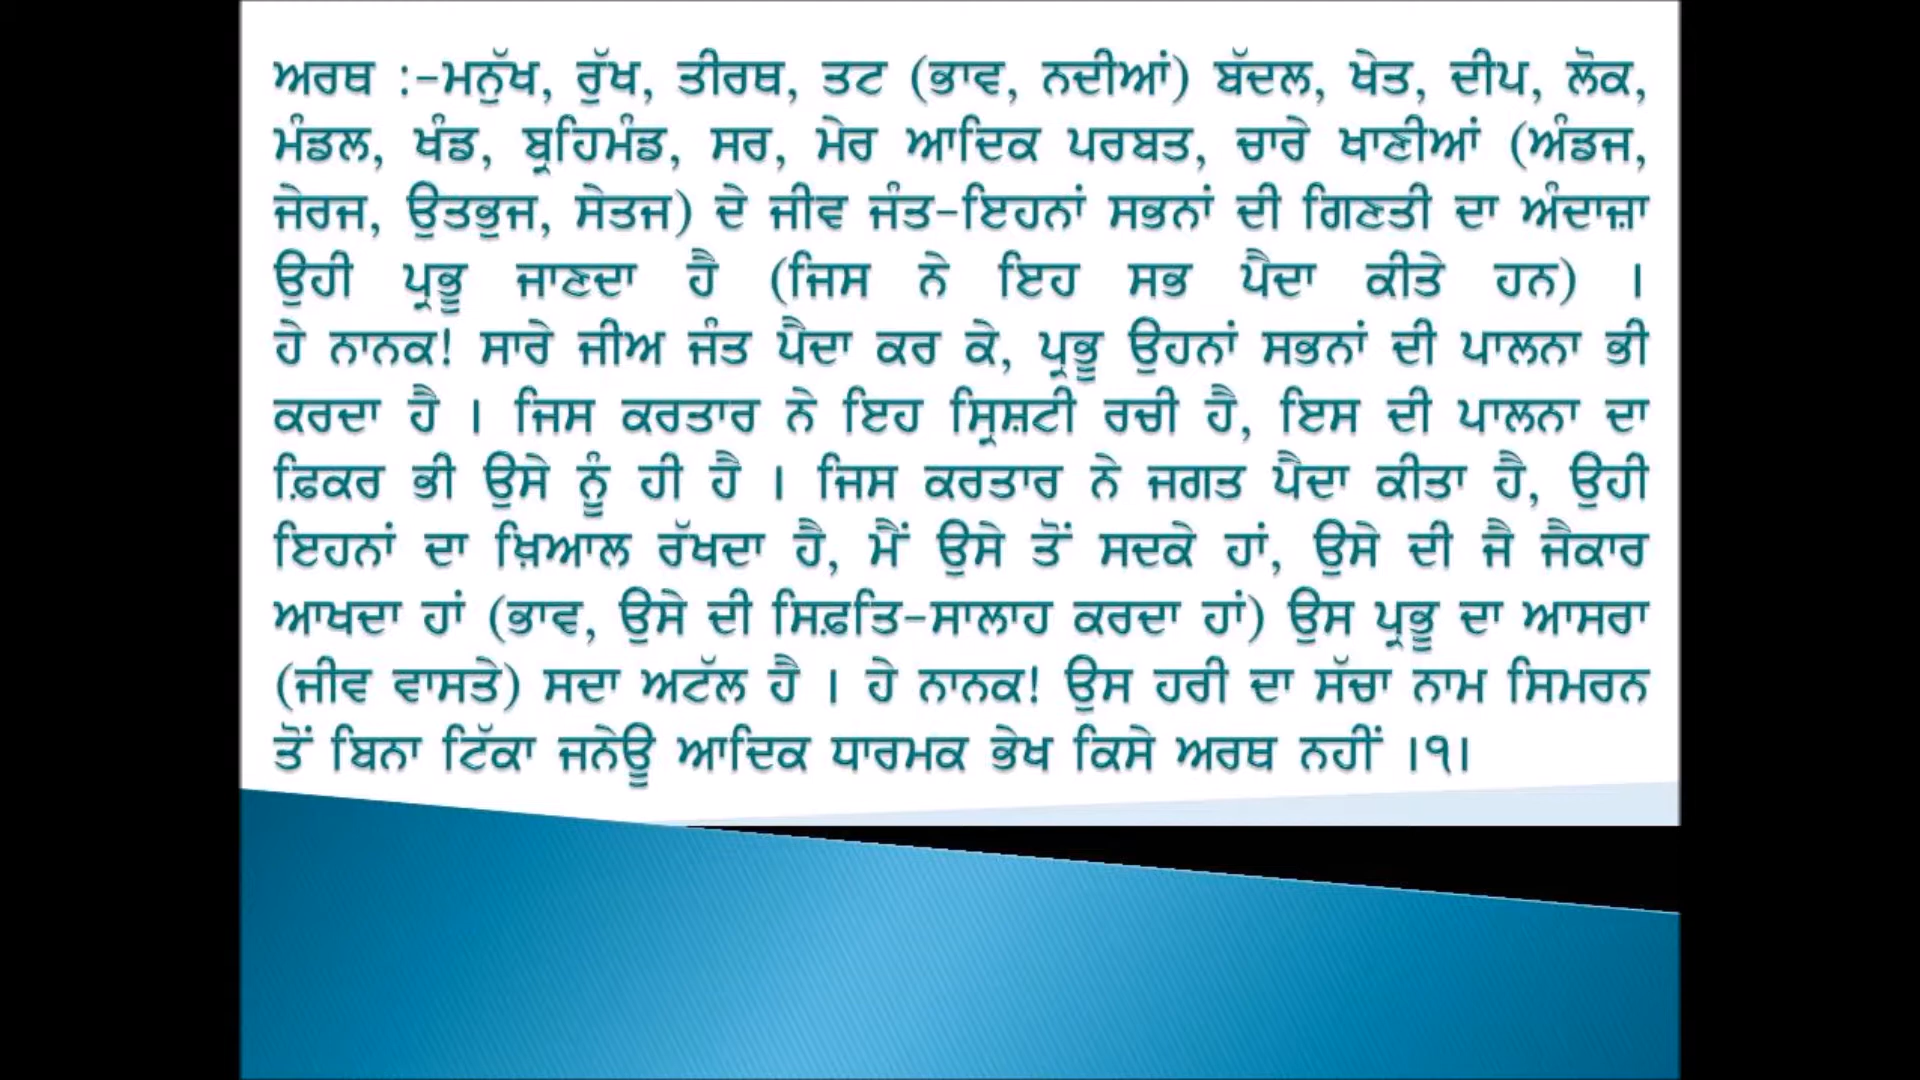 ਅਰਥ :-ਮਨੁੱਖ, ਰੁੱਖ, ਤੀਰਥ, ਤਟ (ਭਾਵ, ਨਦੀਆਂ) ਬੱਦਲ, ਖੇਤ, ਦੀਪ, ਲੋਕ,
ਮੰਡਲ, ਖੰਡ, ਬ੍ਰਹਿਮੰਡ, ਸਰ, ਮੇਰ ਆਦਿਕ ਪਰਬਤ, ਚਾਰੇ ਖਾਣੀਆਂ (ਅੰਡਜ,
ਜੇਰਜ, ਉਤਭੁਜ, ਸੇਤਜ) ਦੇ ਜੀਵ ਜੰਤ-ਇਹਨਾਂ ਸਭਨਾਂ ਦੀ ਗਿਣਤੀ ਦਾ ਅੰਦਾਜ਼ਾ
ਉਹੀ ਪ੍ਰਭੂ ਜਾਣਦਾ ਹੈ (ਜਿਸ ਨੇ ਇਹ ਸਭ ਪੈਦਾ ਕੀਤੇ ਹਨ) ।
ਹੇ ਨਾਨਕ! ਸਾਰੇ ਜੀਅ ਜੰਤ ਪੈਦਾ ਕਰ ਕੇ, ਪ੍ਰਭੂ ਉਹਨਾਂ ਸਭਨਾਂ ਦੀ ਪਾਲਨਾ ਭੀ
ਕਰਦਾ ਹੈ । ਜਿਸ ਕਰਤਾਰ ਨੇ ਇਹ ਸ੍ਰਿਸ਼ਟੀ ਰਚੀ ਹੈ, ਇਸ ਦੀ ਪਾਲਨਾ ਦਾ
ਫ਼ਿਕਰ ਭੀ ਉਸੇ ਨੂੰ ਹੀ ਹੈ । ਜਿਸ ਕਰਤਾਰ ਨੇ ਜਗਤ ਪੈਦਾ ਕੀਤਾ ਹੈ, ਉਹੀ
ਇਹਨਾਂ ਦਾ ਖ਼ਿਆਲ ਰੱਖਦਾ ਹੈ, ਮੈਂ ਉਸੇ ਤੋਂ ਸਦਕੇ ਹਾਂ, ਉਸੇ ਦੀ ਜੈ ਜੈਕਾਰ
ਆਖਦਾ ਹਾਂ (ਭਾਵ, ਉਸੇ ਦੀ ਸਿਫ਼ਤਿ-ਸਾਲਾਹ ਕਰਦਾ ਹਾਂ) ਉਸ ਪ੍ਰਭੂ ਦਾ ਆਸਰਾ
(ਜੀਵ ਵਾਸਤੇ) ਸਦਾ ਅਟੱਲ ਹੈ । ਹੇ ਨਾਨਕ! ਉਸ ਹਰੀ ਦਾ ਸੱਚਾ ਨਾਮ ਸਿਮਰਨ
ਤੋਂ ਬਿਨਾ ਟਿੱਕਾ ਜਨੇਊ ਆਦਿਕ ਧਾਰਮਕ ਭੇਖ ਕਿਸੇ ਅਰਥ ਨਹੀਂ ।੧।